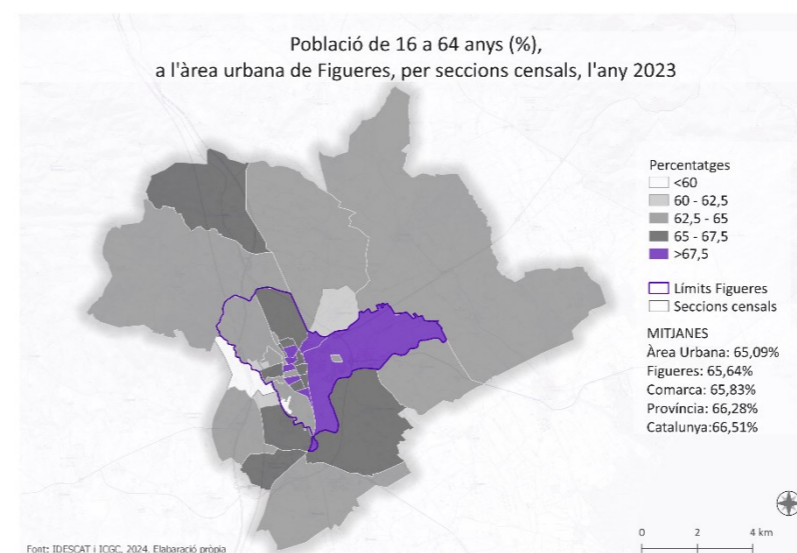 Població de 16 a 64 anys (%),
a l'àrea urbana de Figueres, per seccions censals, l'any 2023
Percentatges
<60
60 - 62,5
62,5 - 65
65 - 67,5
>67,5
Límits Figueres
Seccions censals
MITJANES
Àrea Urbana: 65,09%
Figueres: 65,64%
Comarca: 65,83%
Província: 66,28%
Catalunya:66,51%
0 2 4 km
Font: IDESCAT i ICGC, 2024. Elabaració pròpia